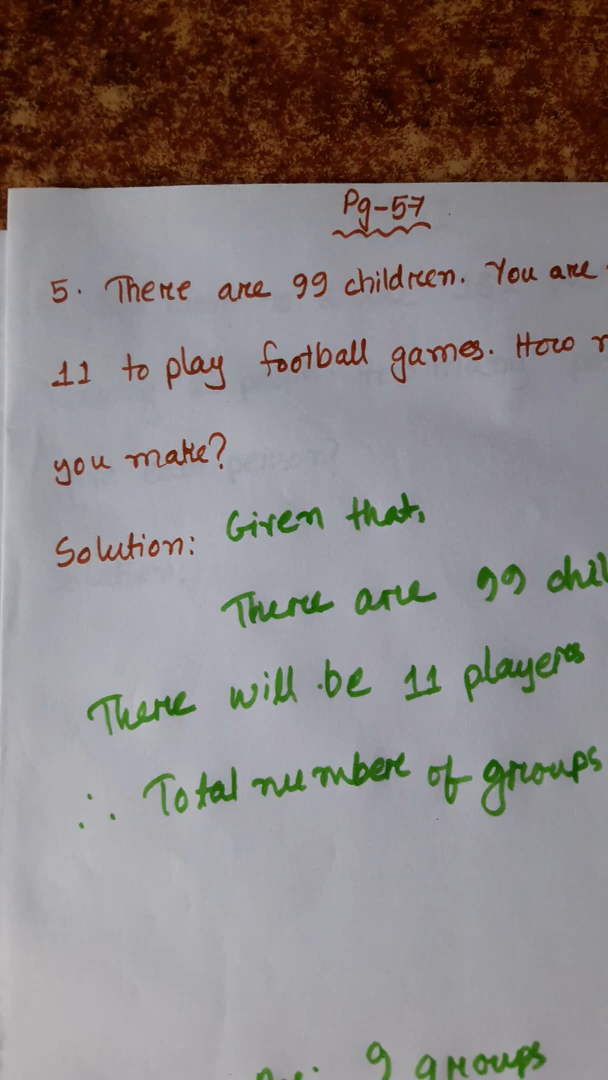 Pg-57
5. There are 99 children. You are
11 to play football games. How
you make?
Solution: Given that,
There are 99 chil
There will be 11 players
∴ Total number of groups
9 groups